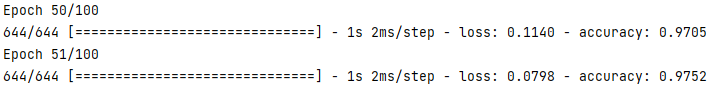 Epoch 50/100
644/644 [==============================] - 1s 2ms/step - loss: 0.1140 - accuracy: 0.9705
Epoch 51/100
644/644 [==============================] - 1s 2ms/step - loss: 0.0798 - accuracy: 0.9752